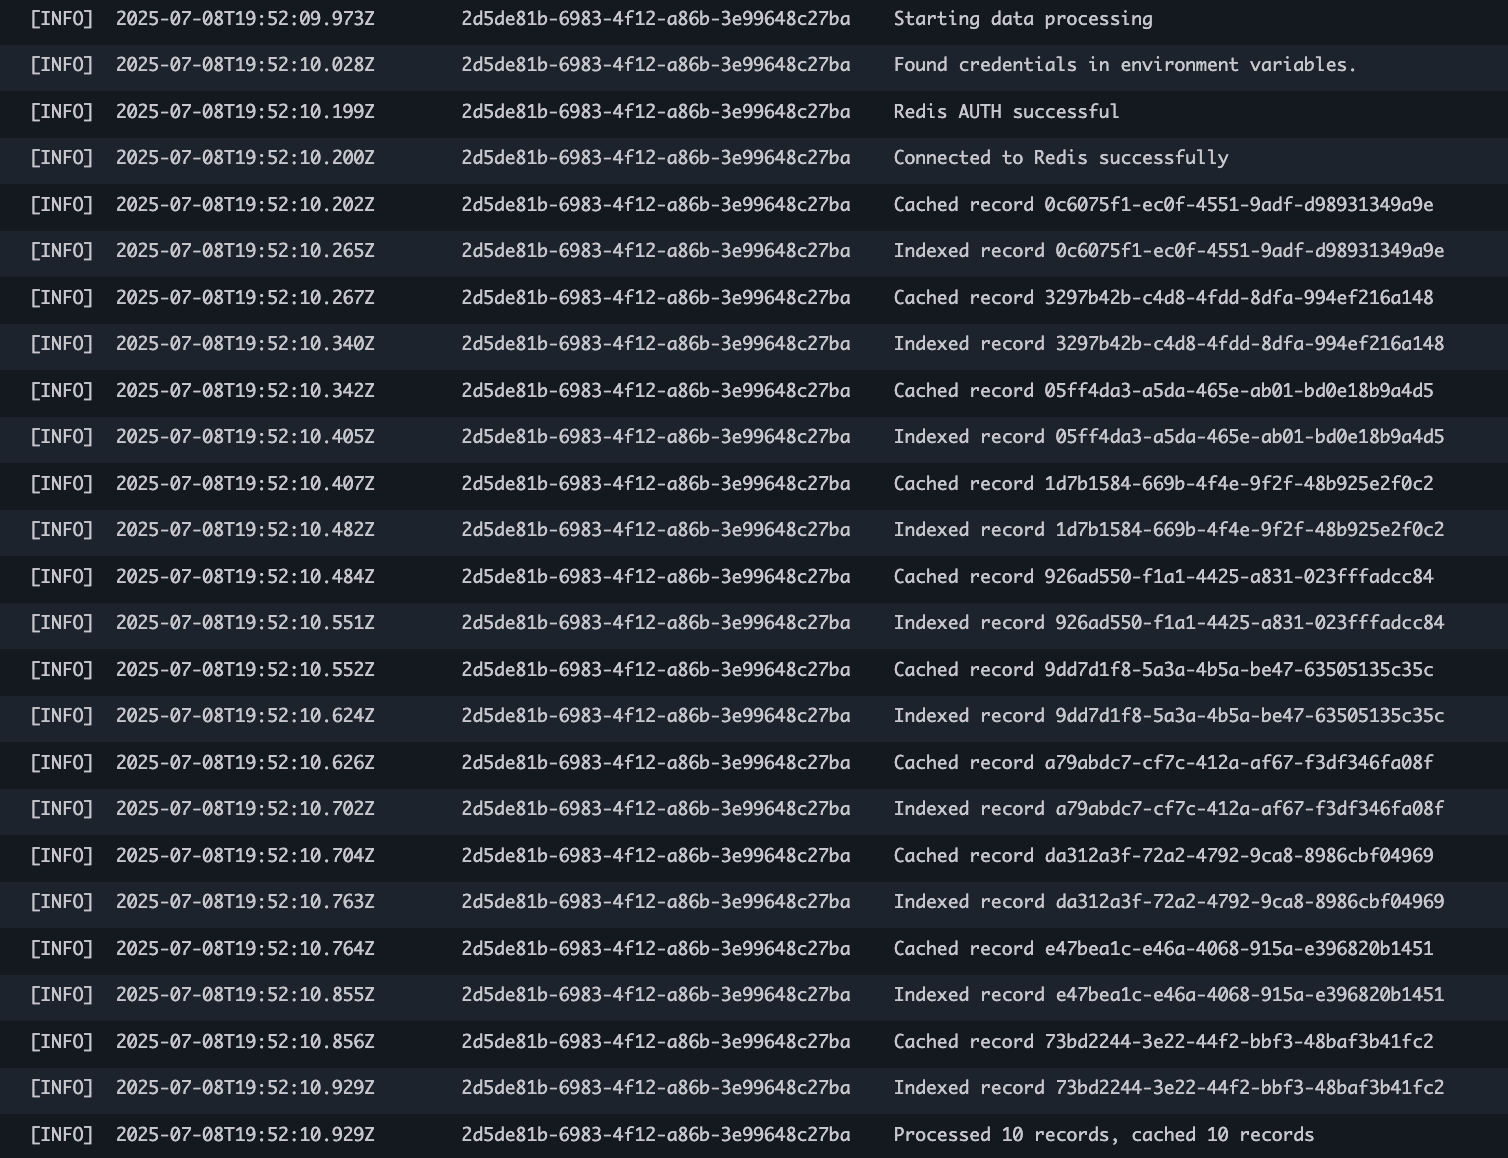 [INFO] 2025-07-08T19:52:09.973Z 2d5de81b-6983-4f12-a86b-3e99648c27ba Starting data processing
[INFO] 2025-07-08T19:52:10.028Z 2d5de81b-6983-4f12-a86b-3e99648c27ba Found credentials in environment variables.
[INFO] 2025-07-08T19:52:10.199Z 2d5de81b-6983-4f12-a86b-3e99648c27ba Redis AUTH successful
[INFO] 2025-07-08T19:52:10.200Z 2d5de81b-6983-4f12-a86b-3e99648c27ba Connected to Redis successfully
[INFO] 2025-07-08T19:52:10.202Z 2d5de81b-6983-4f12-a86b-3e99648c27ba Cached record 0c6075f1-ec0f-4551-9adf-d98931349a9e
[INFO] 2025-07-08T19:52:10.265Z 2d5de81b-6983-4f12-a86b-3e99648c27ba Indexed record 0c6075f1-ec0f-4551-9adf-d98931349a9e
[INFO] 2025-07-08T19:52:10.267Z 2d5de81b-6983-4f12-a86b-3e99648c27ba Cached record 3297b42b-c4d8-4fdd-8dfa-994ef216a148
[INFO] 2025-07-08T19:52:10.340Z 2d5de81b-6983-4f12-a86b-3e99648c27ba Indexed record 3297b42b-c4d8-4fdd-8dfa-994ef216a148
[INFO] 2025-07-08T19:52:10.342Z 2d5de81b-6983-4f12-a86b-3e99648c27ba Cached record 05ff4da3-a5da-465e-ab01-bd0e18b9a4d5
[INFO] 2025-07-08T19:52:10.405Z 2d5de81b-6983-4f12-a86b-3e99648c27ba Indexed record 05ff4da3-a5da-465e-ab01-bd0e18b9a4d5
[INFO] 2025-07-08T19:52:10.407Z 2d5de81b-6983-4f12-a86b-3e99648c27ba Cached record 1d7b1584-669b-4f4e-9f2f-48b925e2f0c2
[INFO] 2025-07-08T19:52:10.482Z 2d5de81b-6983-4f12-a86b-3e99648c27ba Indexed record 1d7b1584-669b-4f4e-9f2f-48b925e2f0c2
[INFO] 2025-07-08T19:52:10.484Z 2d5de81b-6983-4f12-a86b-3e99648c27ba Cached record 926ad550-f1a1-4425-a831-023fffadcc84
[INFO] 2025-07-08T19:52:10.551Z 2d5de81b-6983-4f12-a86b-3e99648c27ba Indexed record 926ad550-f1a1-4425-a831-023fffadcc84
[INFO] 2025-07-08T19:52:10.552Z 2d5de81b-6983-4f12-a86b-3e99648c27ba Cached record 9dd7d1f8-5a3a-4b5a-be47-63505135c35c
[INFO] 2025-07-08T19:52:10.624Z 2d5de81b-6983-4f12-a86b-3e99648c27ba Indexed record 9dd7d1f8-5a3a-4b5a-be47-63505135c35c
[INFO] 2025-07-08T19:52:10.626Z 2d5de81b-6983-4f12-a86b-3e99648c27ba Cached record a79abdc7-cf7c-412a-af67-f3df346fa08f
[INFO] 2025-07-08T19:52:10.702Z 2d5de81b-6983-4f12-a86b-3e99648c27ba Indexed record a79abdc7-cf7c-412a-af67-f3df346fa08f
[INFO] 2025-07-08T19:52:10.704Z 2d5de81b-6983-4f12-a86b-3e99648c27ba Cached record da312a3f-72a2-4792-9ca8-8986cbf04969
[INFO] 2025-07-08T19:52:10.763Z 2d5de81b-6983-4f12-a86b-3e99648c27ba Indexed record da312a3f-72a2-4792-9ca8-8986cbf04969
[INFO] 2025-07-08T19:52:10.764Z 2d5de81b-6983-4f12-a86b-3e99648c27ba Cached record e47bea1c-e46a-4068-915a-e396820b1451
[INFO] 2025-07-08T19:52:10.855Z 2d5de81b-6983-4f12-a86b-3e99648c27ba Indexed record e47bea1c-e46a-4068-915a-e396820b1451
[INFO] 2025-07-08T19:52:10.856Z 2d5de81b-6983-4f12-a86b-3e99648c27ba Cached record 73bd2244-3e22-44f2-bbf3-48baf3b41fc2
[INFO] 2025-07-08T19:52:10.929Z 2d5de81b-6983-4f12-a86b-3e99648c27ba Indexed record 73bd2244-3e22-44f2-bbf3-48baf3b41fc2
[INFO] 2025-07-08T19:52:10.929Z 2d5de81b-6983-4f12-a86b-3e99648c27ba Processed 10 records, cached 10 records